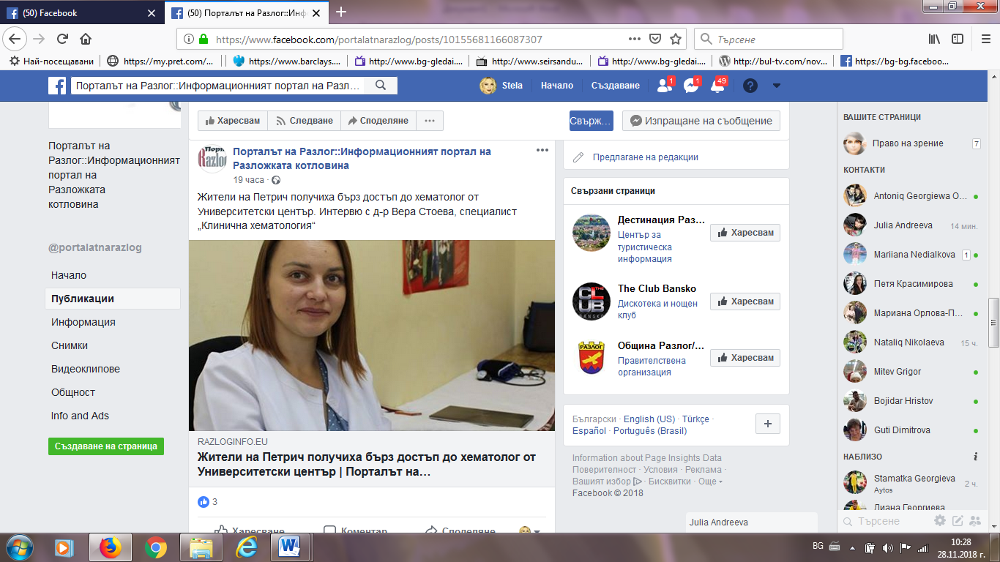 (50) Facebook
(50) Порталът на Разлог::Инф
https://www.facebook.com/portalatnarazlog/posts/10155681166087307
Търсене
Най-посещавани
https://my.pret.com/...
https://www.barclays....
http://www.bg-gledai....
http://www.seirsandu...
http://www.bg-gledai....
http://bul-tv.com/nov...
https://bg-bg.faceboo...
Порталът на Разлог::Информационният портал на Разл...
Stela
Начало
Създаване
1
1
49
Порталът на
Разлог::Информационният
портал на
Разложката
котловина
@portalatnarazlog
Начало
Публикации
Информация
Снимки
Видеоклипове
Общност
Info and Ads
Създаване на страница
Харесвам
Следване
Споделяне
Свърж...
Изпращане на съобщение
Порталът на Разлог::Информационният портал на
Разложката котловина
19 часа ·
Жители на Петрич получиха бърз достъп до хематолог от
Университетски център. Интервю с д-р Вера Стоева, специалист
„Клинична хематология“
RAZLOGINFO.EU
Жители на Петрич получиха бърз достъп до хематолог от
Университетски център | Порталът на…
3
Харесване
Коментар
Споделяне
Предлагане на редакции
Свързани страници
Дестинация Раз…
Център за
туристическа
информация
Харесвам
The Club Bansko
Дискотека и нощен
клуб
Харесвам
РАЗЛОГ
Община Разлог/…
Правителствена
организация
Харесвам
Български · English (US) · Türkçe ·
Español · Português (Brasil)
Information about Page Insights Data
Поверителност · Условия · Реклама ·
Вашият избор · Бисквитки · Още
Facebook © 2018
ВАШИТЕ СТРАНИЦИ
Право на зрение
7
КОНТАКТИ
Antoniq Georgiewa O…
Julia Andreeva
14 мин.
Mariiana Nedialkova
1
Петя Красимирова
Мариана Орлова-П…
Nataliq Nikolaeva
15 ч.
Mitev Grigor
Bojidar Hristov
Guti Dimitrova
НАБЛИЗО
Stamatka Georgieva
Aytos
2 ч.
Диана Георгиева
Търсене
Julia Andreeva
BG
10:28
28.11.2018 г.